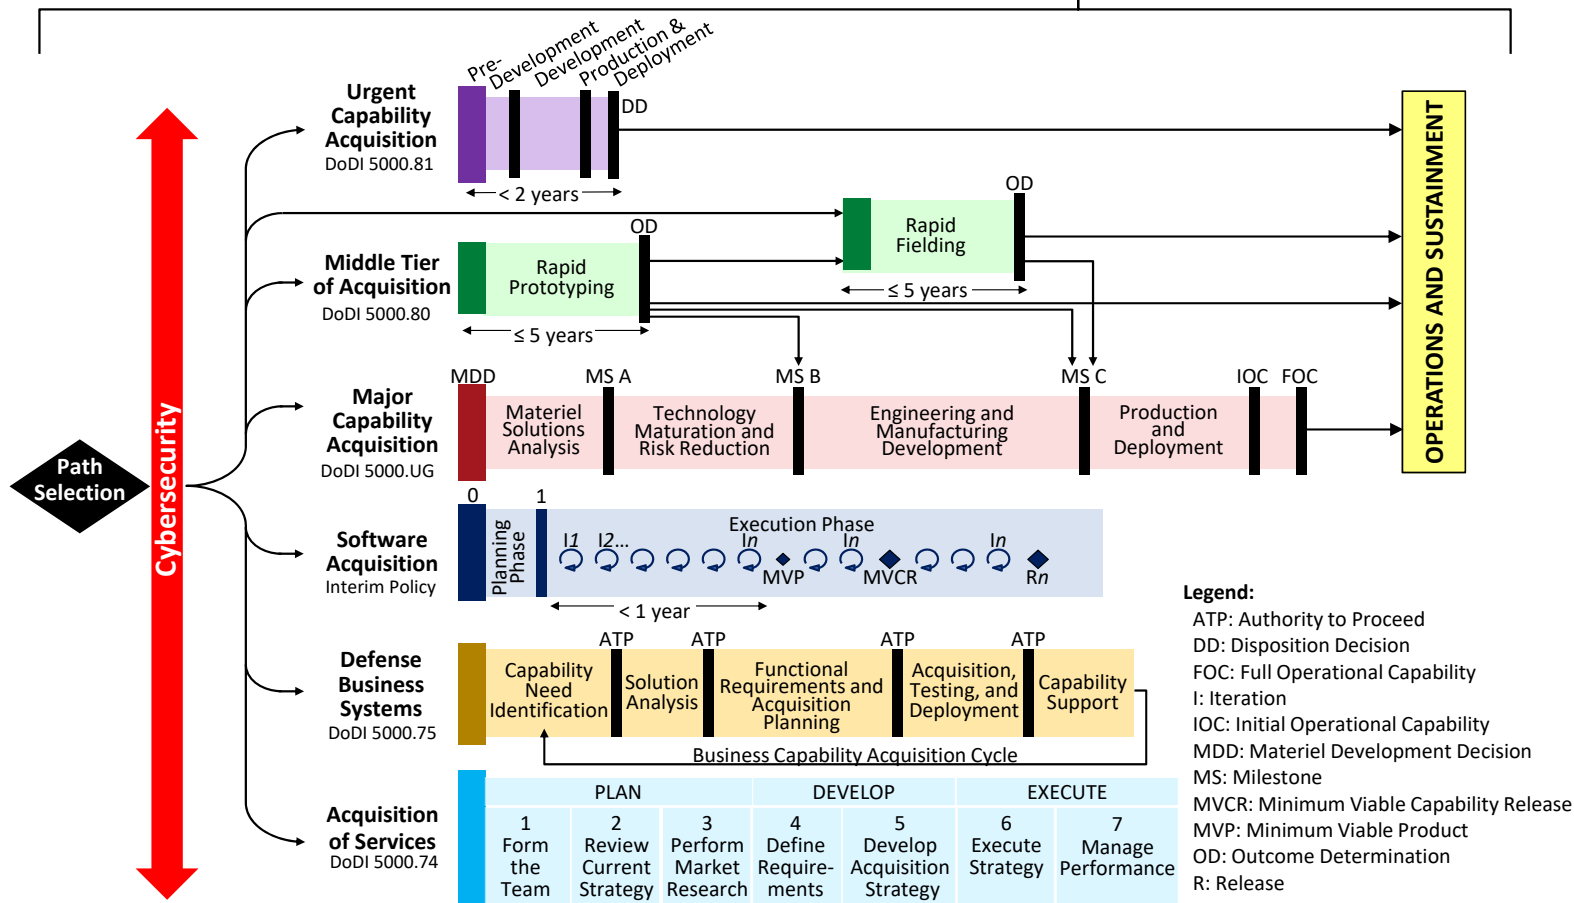 Pre-
Development
Development
Production &
Deployment
Urgent
Capability
Acquisition
DoDI 5000.81
DD
< 2 years
OD
Rapid
Fielding
≤ 5 years
OD
Middle Tier
of Acquisition
DoDI 5000.80
Rapid
Prototyping
≤ 5 years
OPERATIONS AND SUSTAINMENT
Cybersecurity
Path
Selection
MDD
MS A
MS B
MS C
IOC
FOC
Major
Capability
Acquisition
DoDI 5000.UG
Materiel
Solutions
Analysis
Technology
Maturation and
Risk Reduction
Engineering and
Manufacturing
Development
Production
and
Deployment
0
1
Software
Acquisition
Interim Policy
Planning
Phase
Execution Phase
I1
I2...
In
In
In
MVP
MVCR
Rn
< 1 year
ATP
ATP
ATP
ATP
Defense
Business
Systems
DoDI 5000.75
Capability
Need
Identification
Solution
Analysis
Functional
Requirements and
Acquisition
Planning
Acquisition,
Testing, and
Deployment
Capability
Support
Business Capability Acquisition Cycle
Acquisition
of Services
DoDI 5000.74
PLAN
DEVELOP
EXECUTE
1
Form
the
Team
2
Review
Current
Strategy
3
Perform
Market
Research
4
Define
Require-
ments
5
Develop
Acquisition
Strategy
6
Execute
Strategy
7
Manage
Performance
Legend:
ATP: Authority to Proceed
DD: Disposition Decision
FOC: Full Operational Capability
I: Iteration
IOC: Initial Operational Capability
MDD: Materiel Development Decision
MS: Milestone
MVCR: Minimum Viable Capability Release
MVP: Minimum Viable Product
OD: Outcome Determination
R: Release